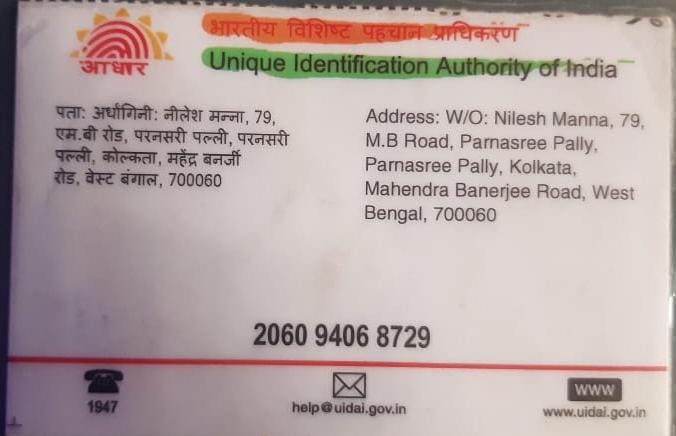 भारतीय विशिष्ट पहचान प्राधिकरण
Unique Identification Authority of India
आधार
पता: अर्धांगिनी: नीलेश मन्ना, 79,
एम.बी रोड, परनसरी पल्ली, परनसरी
पल्ली, कोल्कता, महेंद्र बनर्जी
रोड, वेस्ट बंगाल, 700060
Address: W/O: Nilesh Manna, 79,
M.B Road, Parnasree Pally,
Parnasree Pally, Kolkata,
Mahendra Banerjee Road, West
Bengal, 700060
2060 9406 8729
1947
help@uidai.gov.in
WWW
www.uidai.gov.in